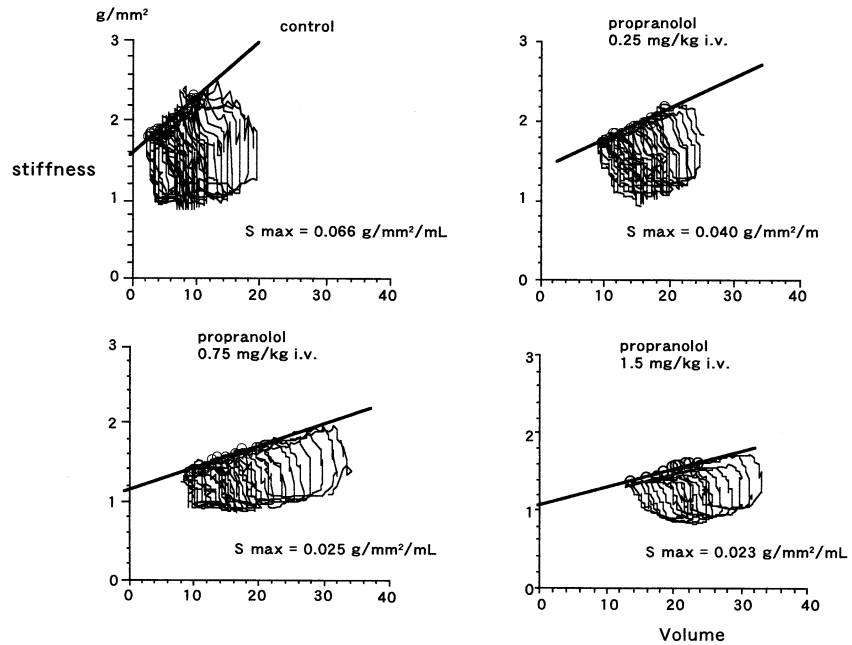 g/mm²
control
3
2
stiffness
1
S max = 0.066 g/mm²/mL
0
0 10 20 30 40
propranolol
0.25 mg/kg i.v.
3
2
1
S max = 0.040 g/mm²/m
0
0 10 20 30 40
propranolol
0.75 mg/kg i.v.
3
2
1
S max = 0.025 g/mm²/mL
0
0 10 20 30 40
propranolol
1.5 mg/kg i.v.
3
2
1
S max = 0.023 g/mm²/mL
0
0 10 20 30 40
Volume